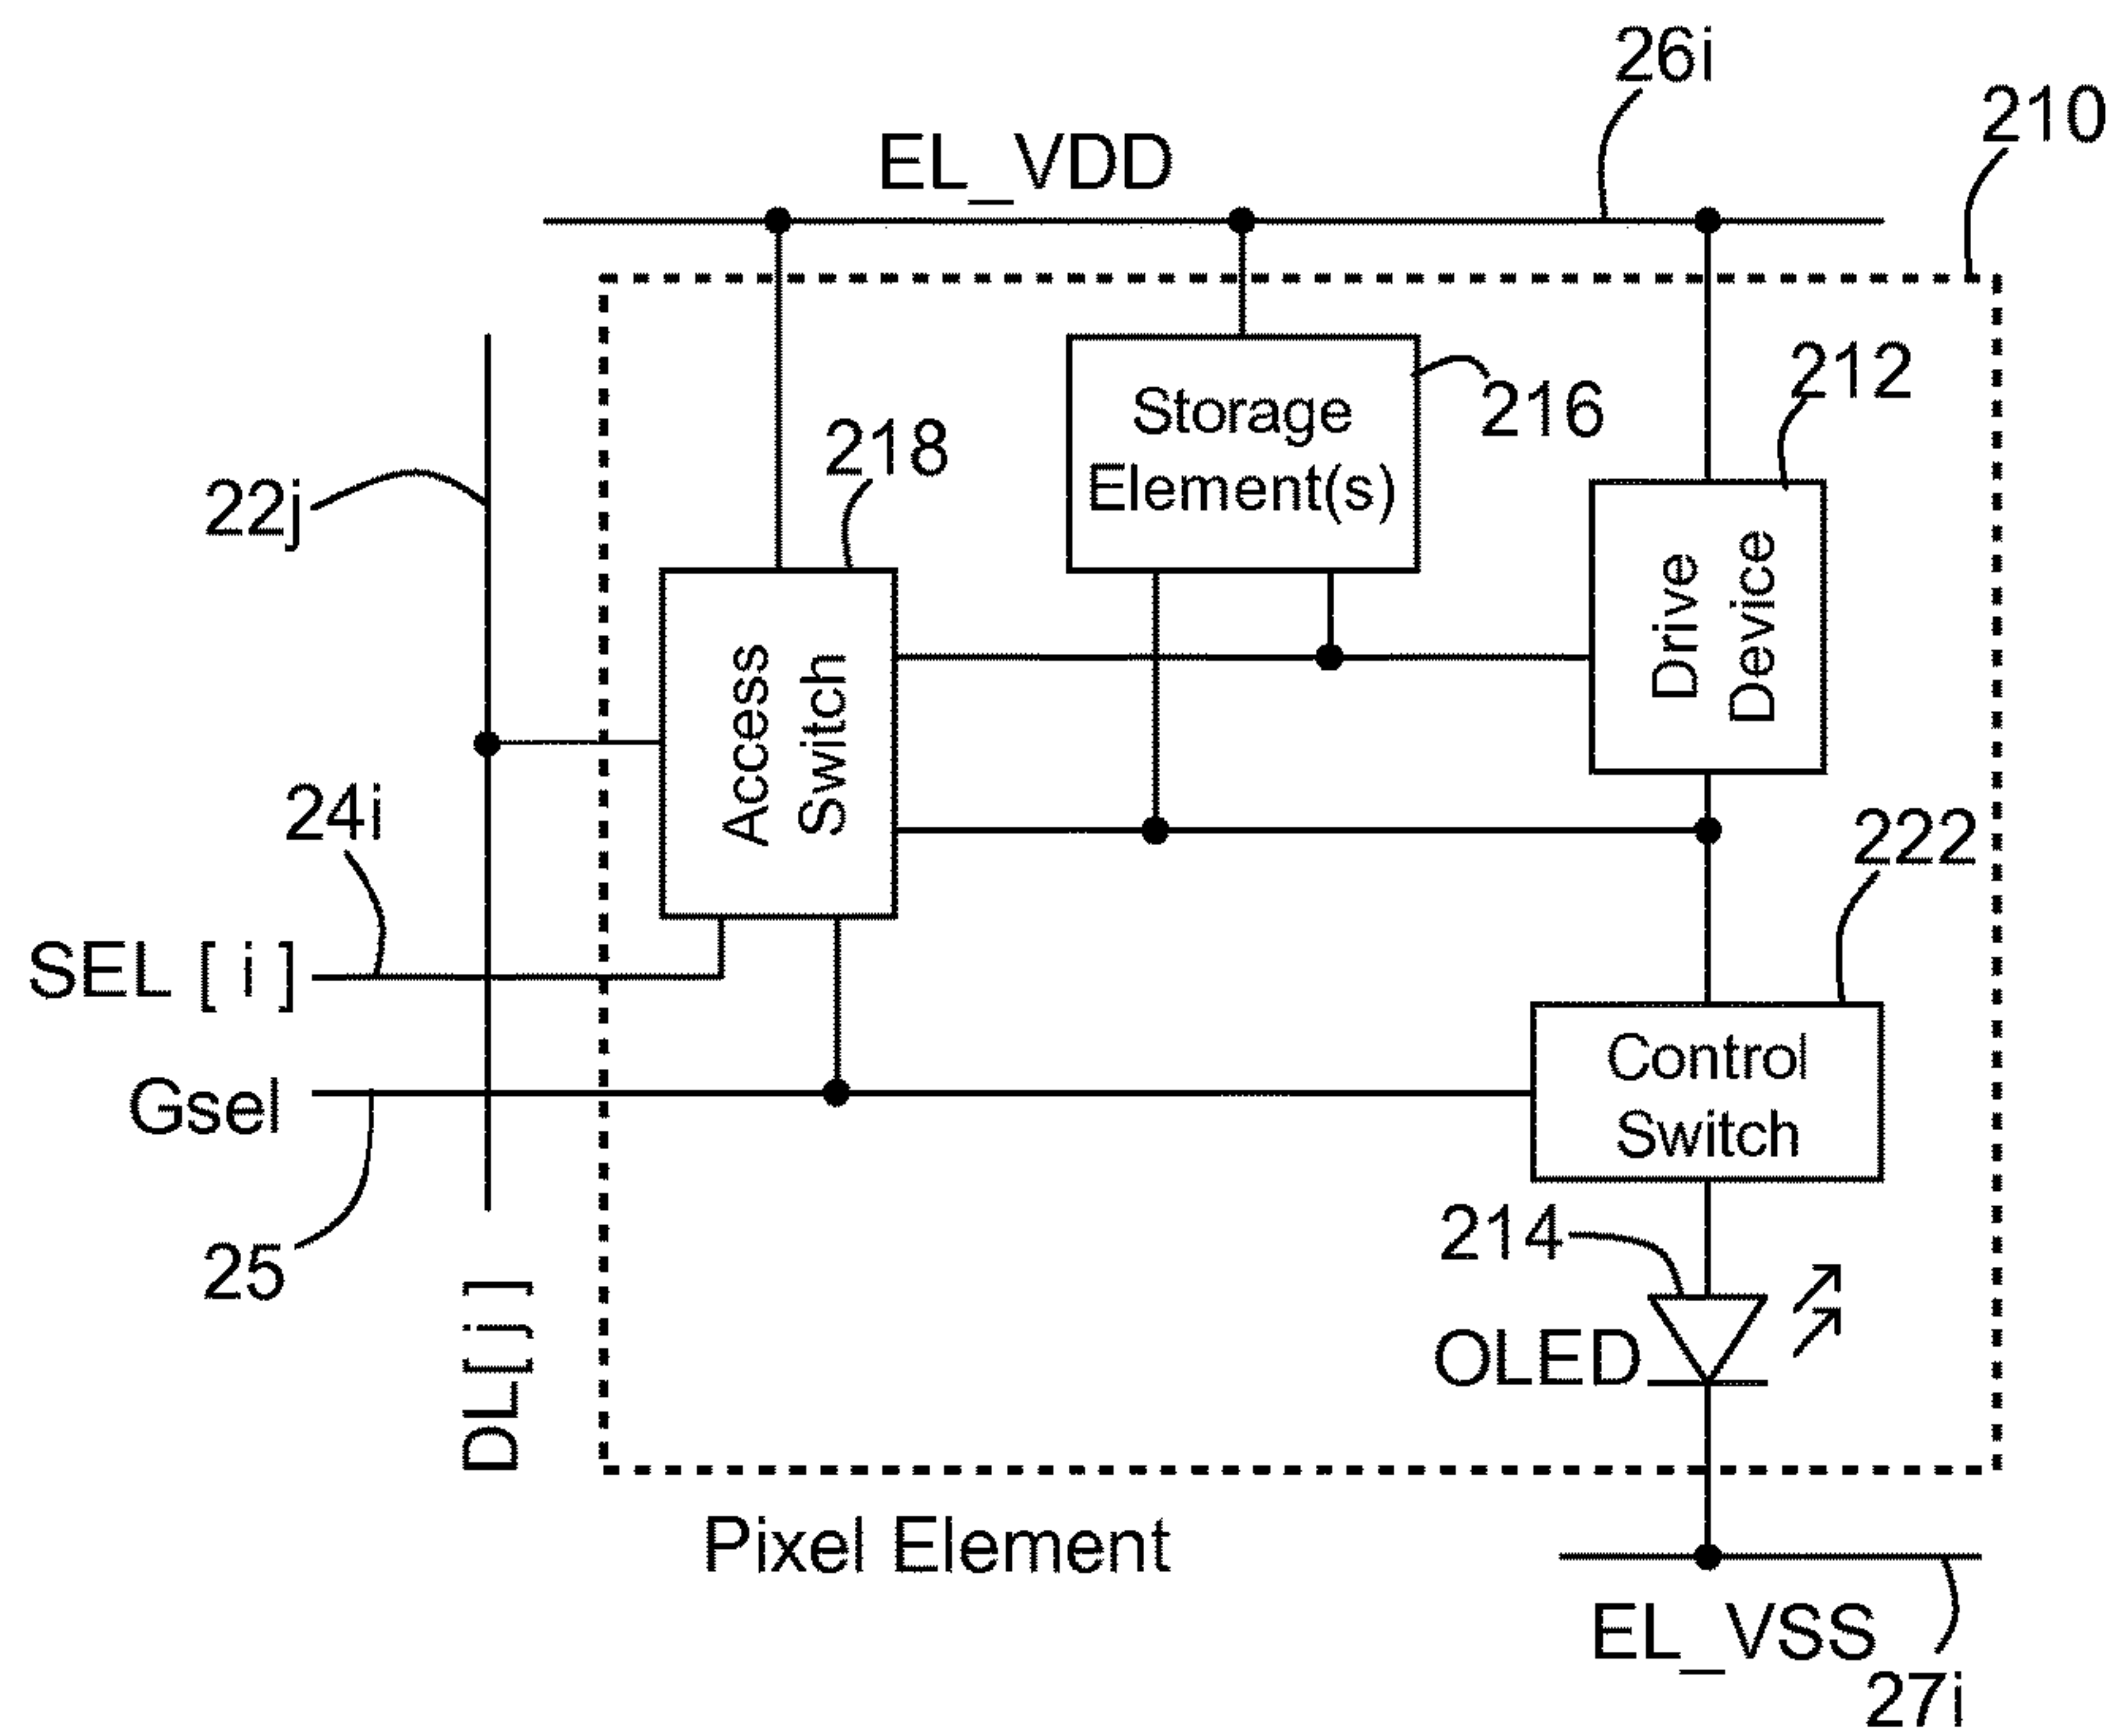 26i
210
EL_VDD
212
Storage
Element(s)
216
218
22j
Drive
Device
Access
Switch
24i
222
SEL [ i ]
Control
Switch
Gsel
214
25
DL[ j ]
OLED
Pixel Element
EL_VSS
27i